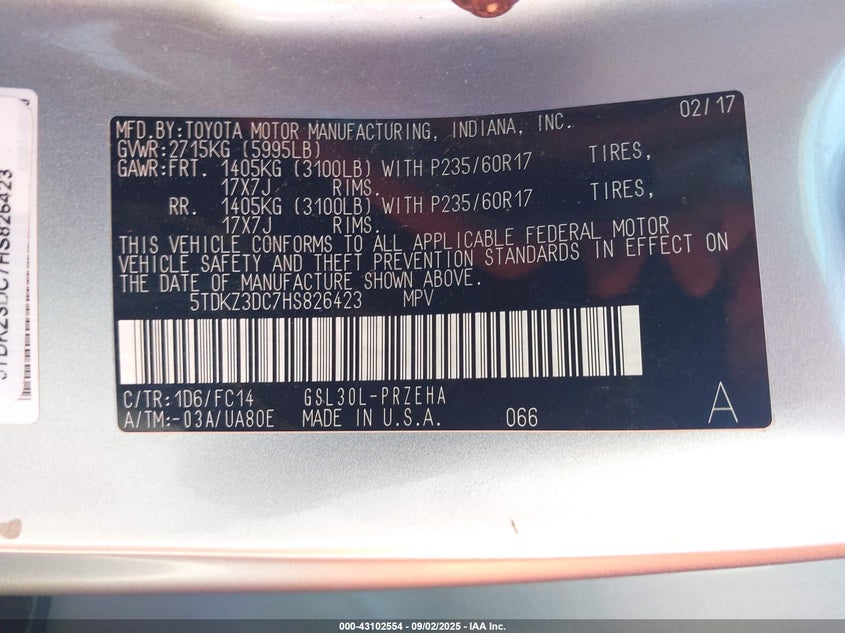 02/17
MFD.BY:TOYOTA MOTOR MANUFACTURING, INDIANA, INC.
GVWR:2715KG (5995LB)
GAWR:FRT. 1405KG (3100LB) WITH P235/60R17 TIRES,
17X7J RIMS.
RR. 1405KG (3100LB) WITH P235/60R17 TIRES,
17X7J RIMS.
THIS VEHICLE CONFORMS TO ALL APPLICABLE FEDERAL MOTOR
VEHICLE SAFETY AND THEFT PREVENTION STANDARDS IN EFFECT ON
THE DATE OF MANUFACTURE SHOWN ABOVE.
5TDKZ3DC7HS826423 MPV
C/TR:1D6/FC14 GSL30L-PRZEHA
A/TM:-03A/UA80E MADE IN U.S.A. 066 A
5TDKZ3DC7HS826423
000-43102554 - 09/02/2025 - IAA Inc.